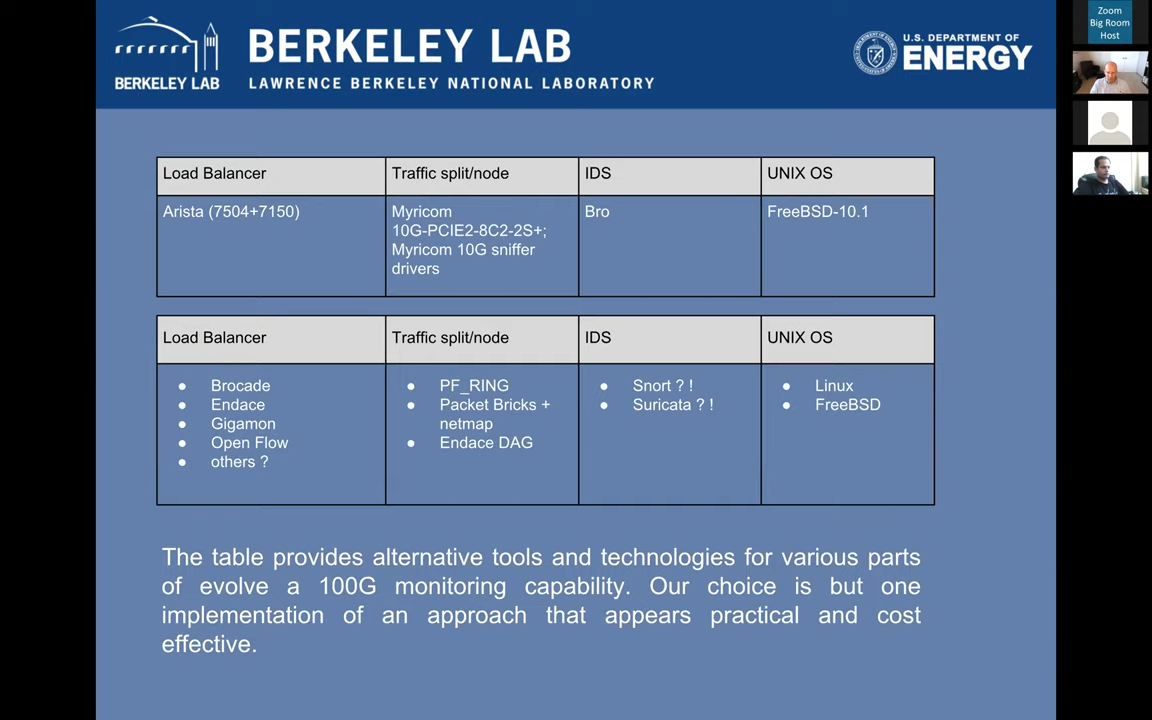 BERKELEY LAB
BERKELEY LAB
LAWRENCE BERKELEY NATIONAL LABORATORY
U.S. DEPARTMENT OF
ENERGY
Zoom
Big Room
Host
Load Balancer
Traffic split/node
IDS
UNIX OS
Arista (7504+7150)
Myricom
10G-PCIE2-8C2-2S+;
Myricom 10G sniffer
drivers
Bro
FreeBSD-10.1
Load Balancer
Traffic split/node
IDS
UNIX OS
● Brocade
● Endace
● Gigamon
● Open Flow
● others ?
● PF_RING
● Packet Bricks +
netmap
● Endace DAG
● Snort ? !
● Suricata ? !
● Linux
● FreeBSD
The table provides alternative tools and technologies for various parts
of evolve a 100G monitoring capability. Our choice is but one
implementation of an approach that appears practical and cost
effective.